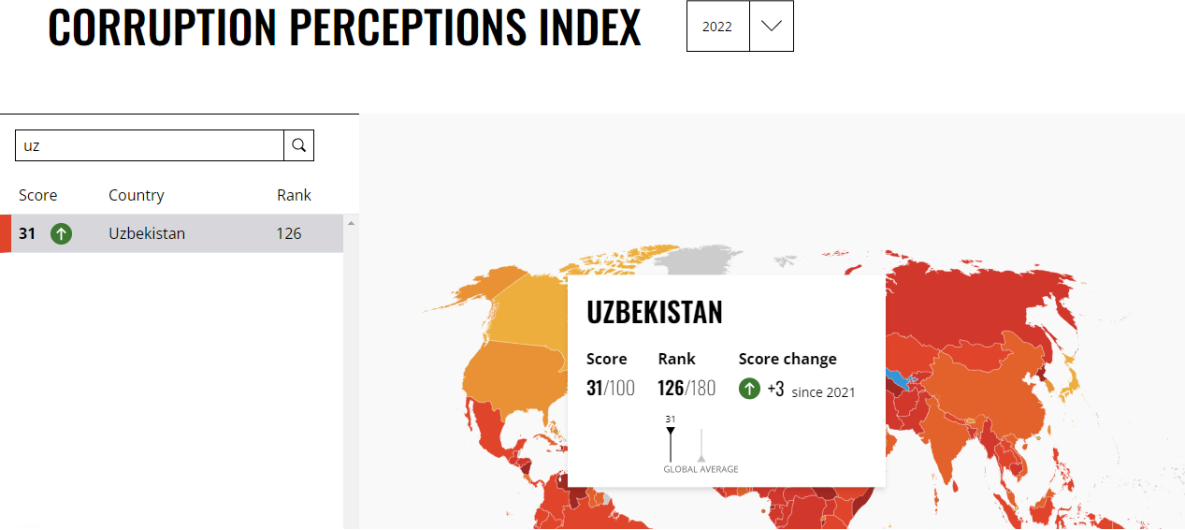 CORRUPTION PERCEPTIONS INDEX
2022
uz
Score Country Rank
31 Uzbekistan 126
UZBEKISTAN
Score Rank Score change
31/100 126/180 +3 since 2021
31
GLOBAL AVERAGE